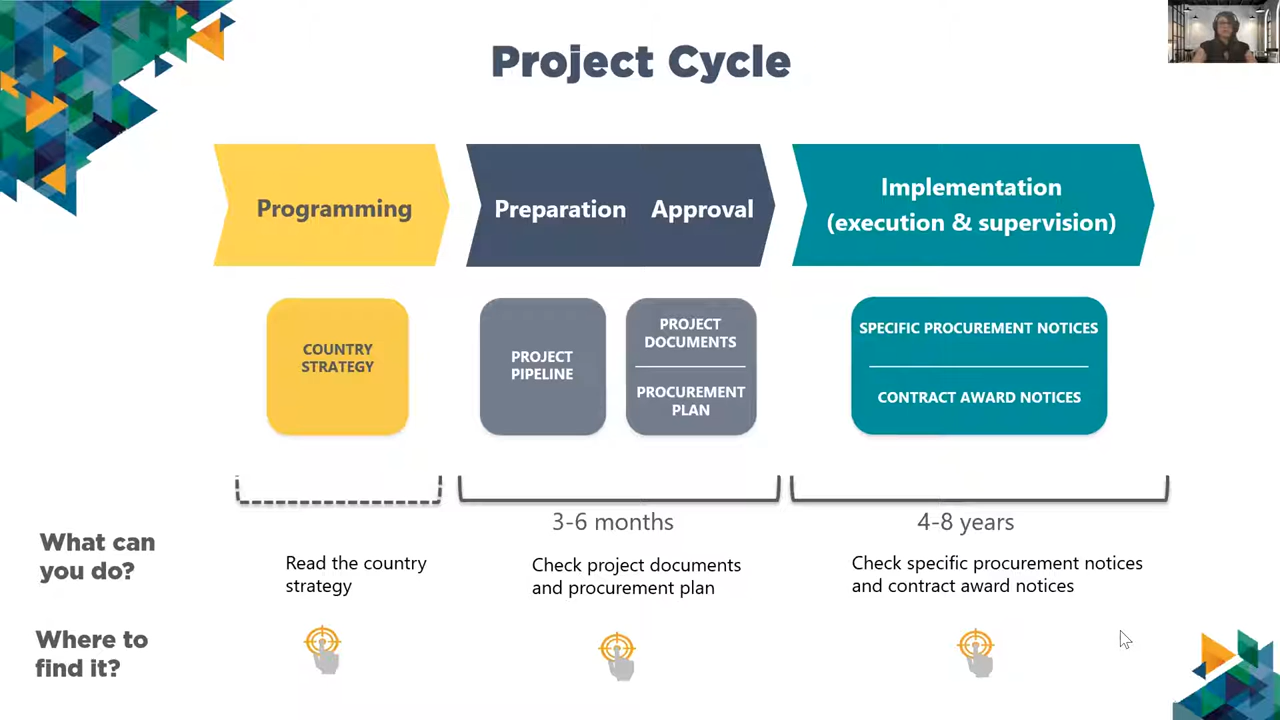 Project Cycle
Programming
Preparation Approval
Implementation
(execution & supervision)
COUNTRY
STRATEGY
PROJECT
PIPELINE
PROJECT
DOCUMENTS
PROCUREMENT
PLAN
SPECIFIC PROCUREMENT NOTICES
CONTRACT AWARD NOTICES
3-6 months
4-8 years
What can
you do?
Read the country
strategy
Check project documents
and procurement plan
Check specific procurement notices
and contract award notices
Where to
find it?